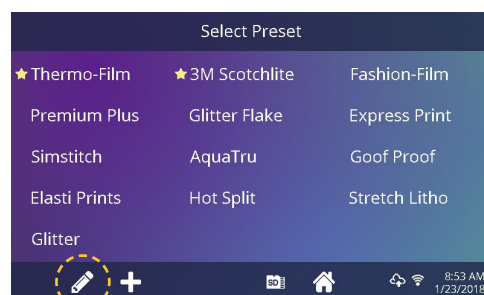 Select Preset
Thermo-Film 3M Scotchlite Fashion-Film
Premium Plus Glitter Flake Express Print
Simstitch AquaTru Goof Proof
Elasti Prints Hot Split Stretch Litho
Glitter
SD 8:53 AM
1/23/2018